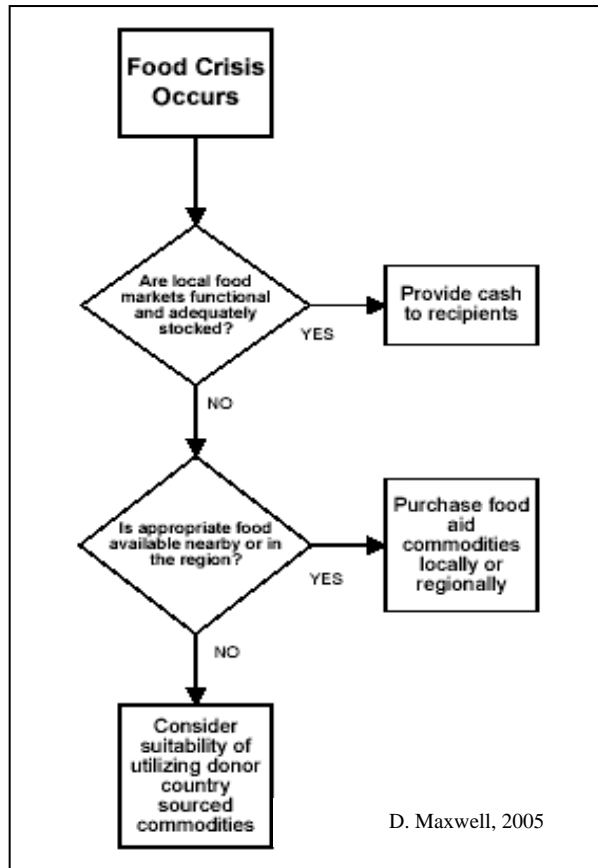 Food Crisis
Occurs
Are local food
markets functional
and adequately
stocked?
YES
Provide cash
to recipients
NO
Is appropriate food
available nearby or in
the region?
YES
Purchase food
aid
commodities
locally or
regionally
NO
Consider
suitability of
utilizing donor
country
sourced
commodities
D. Maxwell, 2005